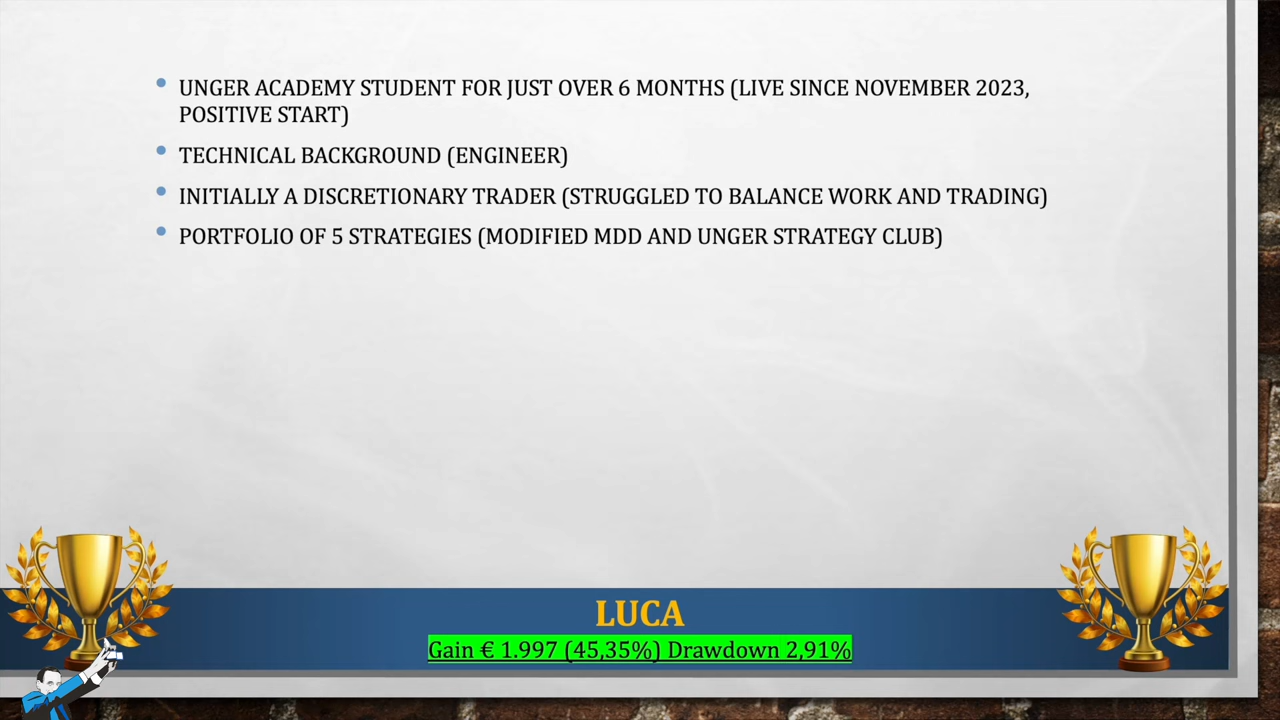 UNGER ACADEMY STUDENT FOR JUST OVER 6 MONTHS (LIVE SINCE NOVEMBER 2023,
POSITIVE START)
TECHNICAL BACKGROUND (ENGINEER)
INITIALLY A DISCRETIONARY TRADER (STRUGGLED TO BALANCE WORK AND TRADING)
PORTFOLIO OF 5 STRATEGIES (MODIFIED MDD AND UNGER STRATEGY CLUB)
LUCA
Gain € 1.997 (45,35%) Drawdown 2,91%